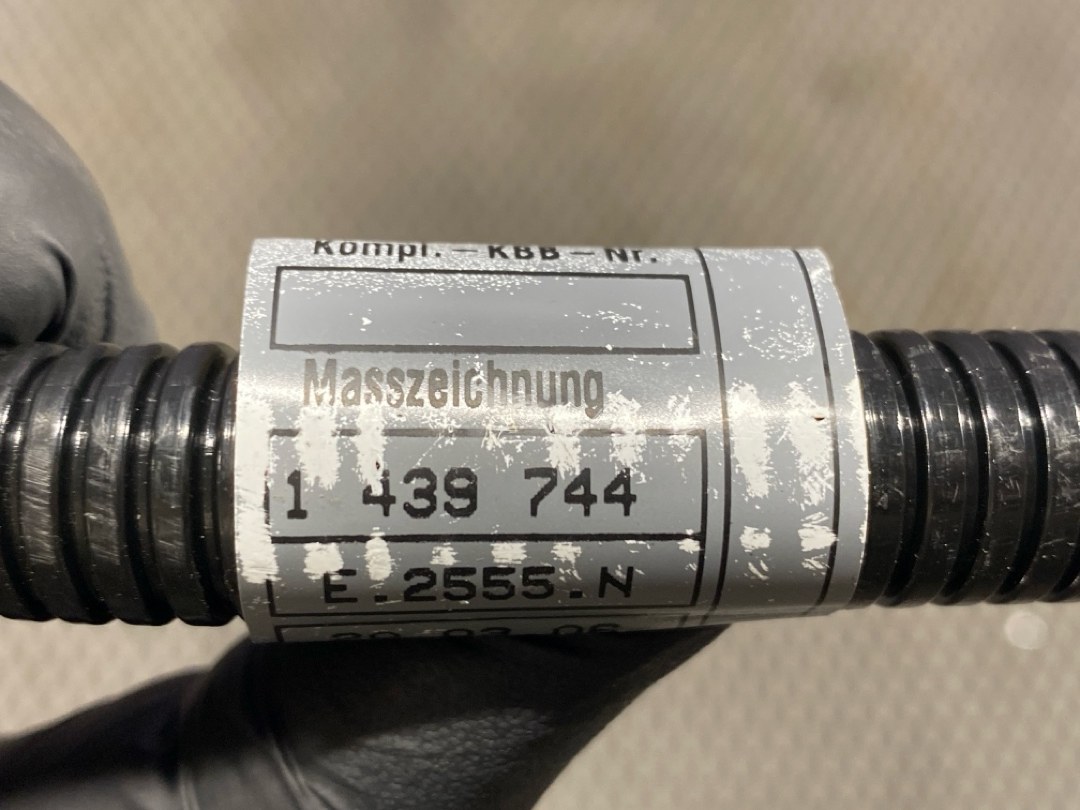 Kompl. - KBB - Nr.
Masszeichnung
1 439 744
E.2555.N